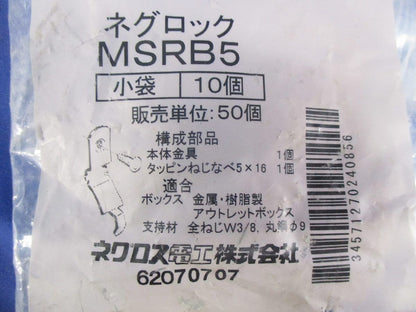 ネグロック
MSRB5
小袋 10個
販売単位:50個
構成部品
本体金具 1個
タッピンねじなべ5×16 1個
適合
ボックス 金属・樹脂製
アウトレットボックス
支持材 全ねじW3/8、丸鋼φ9
ネグロス電工株式会社
62070707
3457127024O856